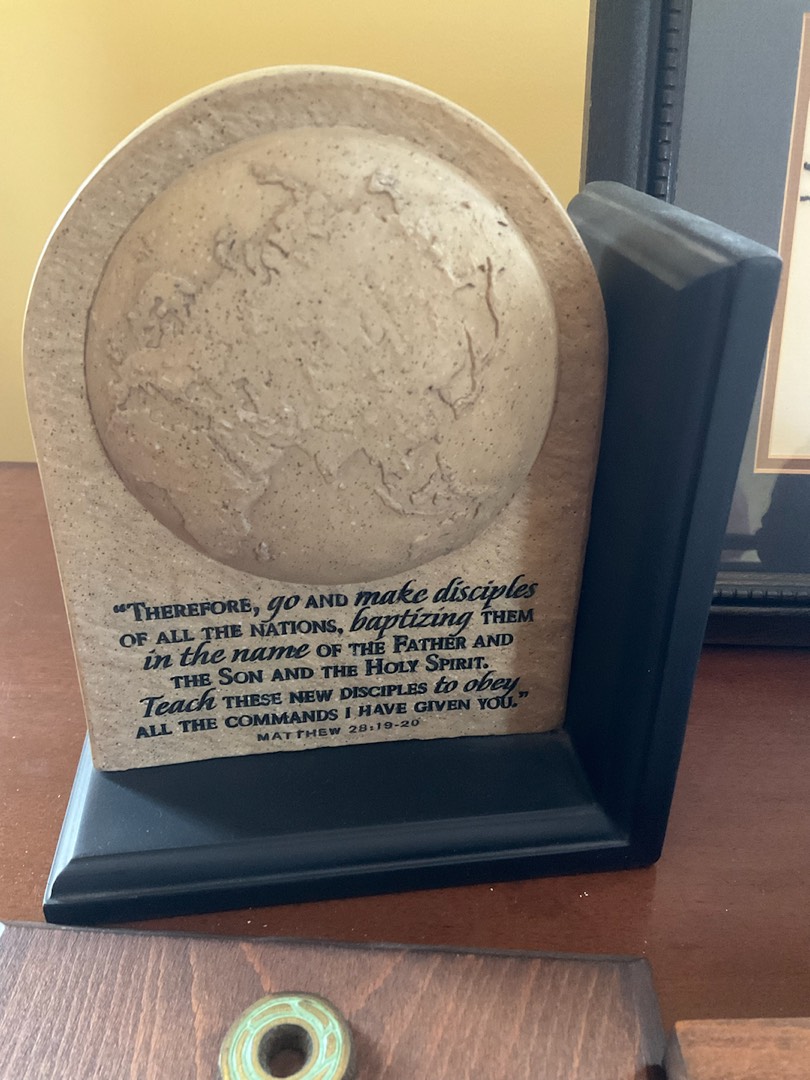 “THEREFORE, go AND make disciples
OF ALL THE NATIONS, baptizing THEM
in the name OF THE FATHER AND
THE SON AND THE HOLY SPIRIT.
Teach THESE NEW DISCIPLES to obey
ALL THE COMMANDS I HAVE GIVEN YOU.”
MATTHEW 28:19-20